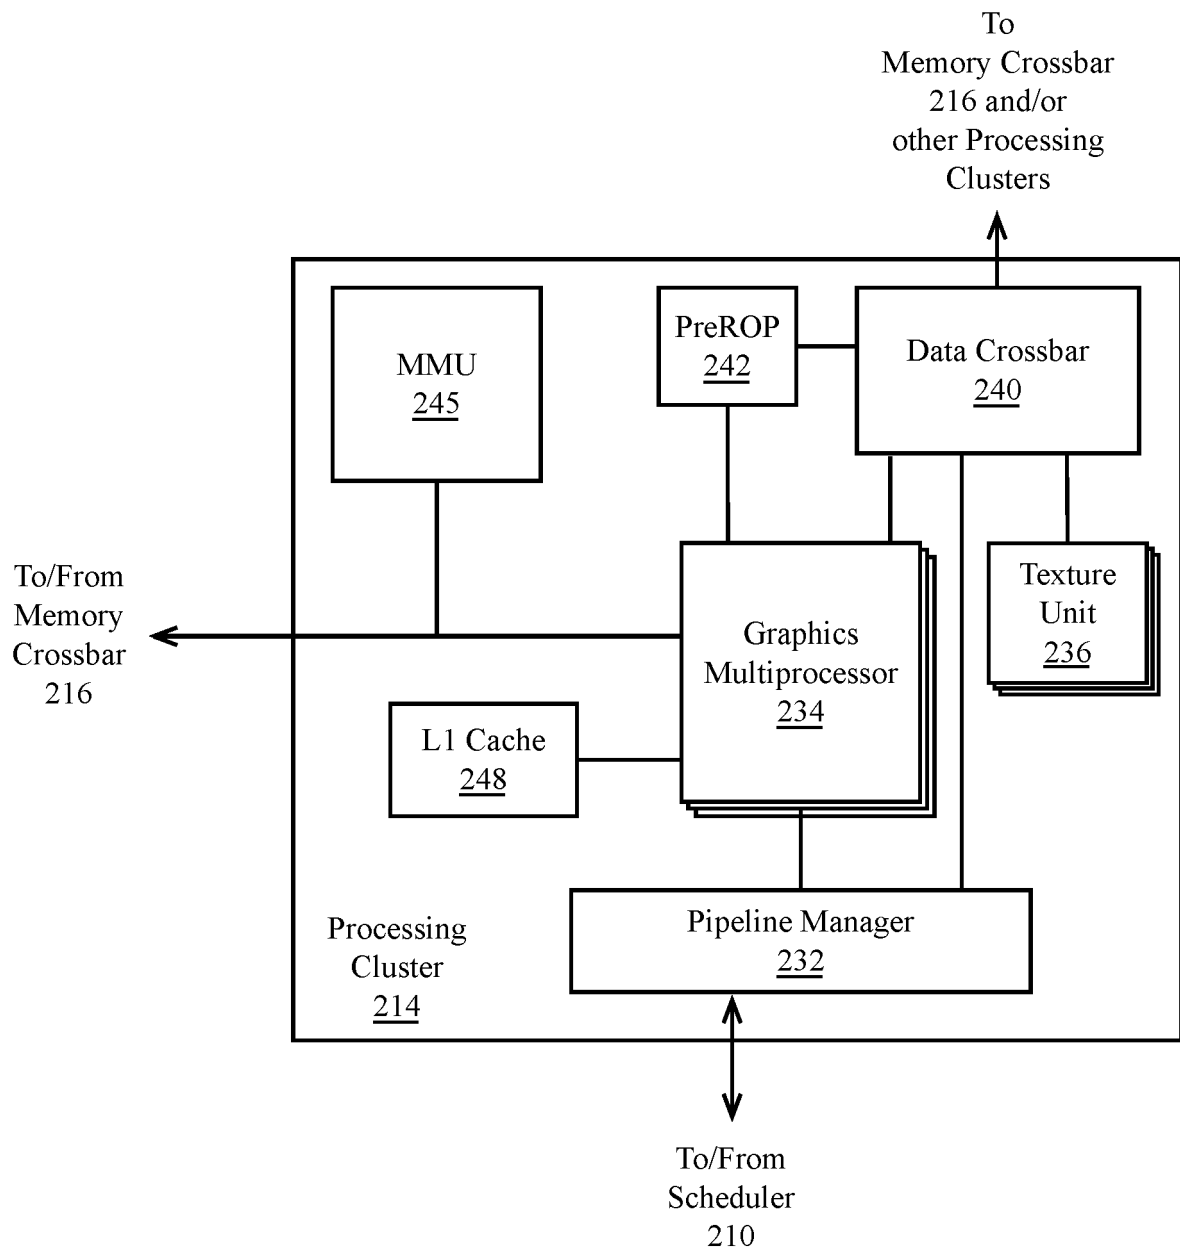 To
Memory Crossbar
216 and/or
other Processing
Clusters
MMU
245
PreROP
242
Data Crossbar
240
To/From
Memory
Crossbar
216
Graphics
Multiprocessor
234
Texture
Unit
236
L1 Cache
248
Processing
Cluster
214
Pipeline Manager
232
To/From
Scheduler
210